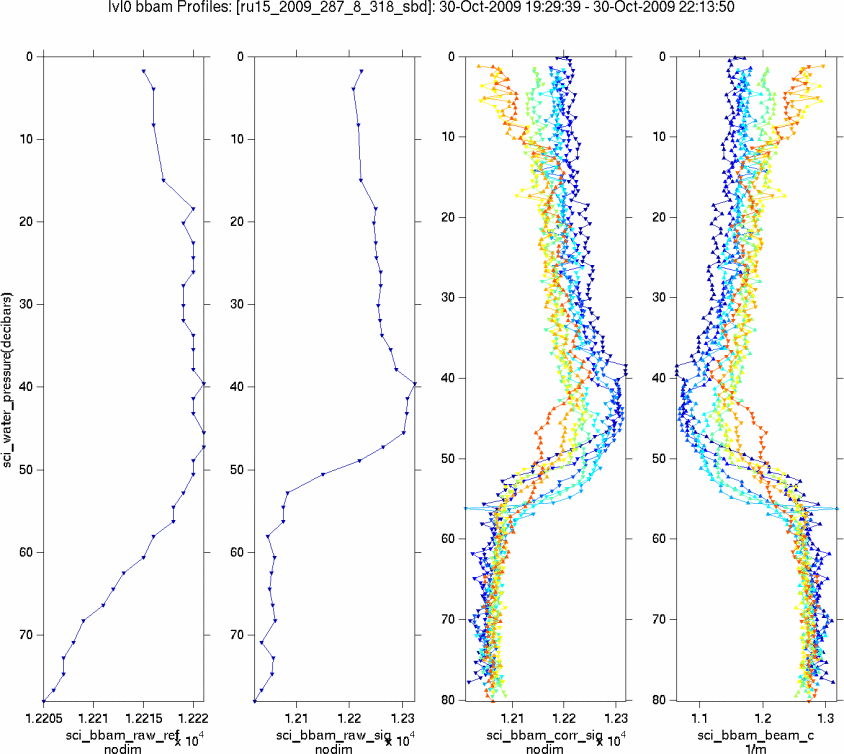 lvl0 bbam Profiles: [ru15_2009_287_8_318_sbd]: 30-Oct-2009 19:29:39 - 30-Oct-2009 22:13:50
sci_water_pressure(decibars)
0
10
20
30
40
50
60
70
1.2205 1.221 1.2215 1.222
sci_bbam_raw_ref x 10^4
nodim
0
10
20
30
40
50
60
70
1.21 1.22 1.23
sci_bbam_raw_sig x 10^4
nodim
0
10
20
30
40
50
60
70
80
1.21 1.22 1.23
sci_bbam_corr_sig x 10^4
nodim
0
10
20
30
40
50
60
70
80
1.1 1.2 1.3
sci_bbam_beam_c
1/m